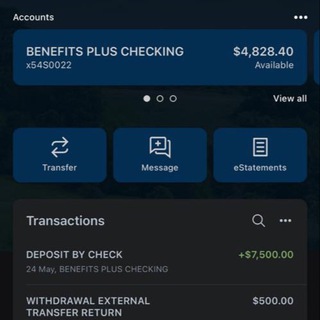 Accounts
BENEFITS PLUS CHECKING $4,828.40
x54S0022 Available
View all
Transfer Message eStatements
Transactions
DEPOSIT BY CHECK +$7,500.00
24 May, BENEFITS PLUS CHECKING
WITHDRAWAL EXTERNAL $500.00
TRANSFER RETURN